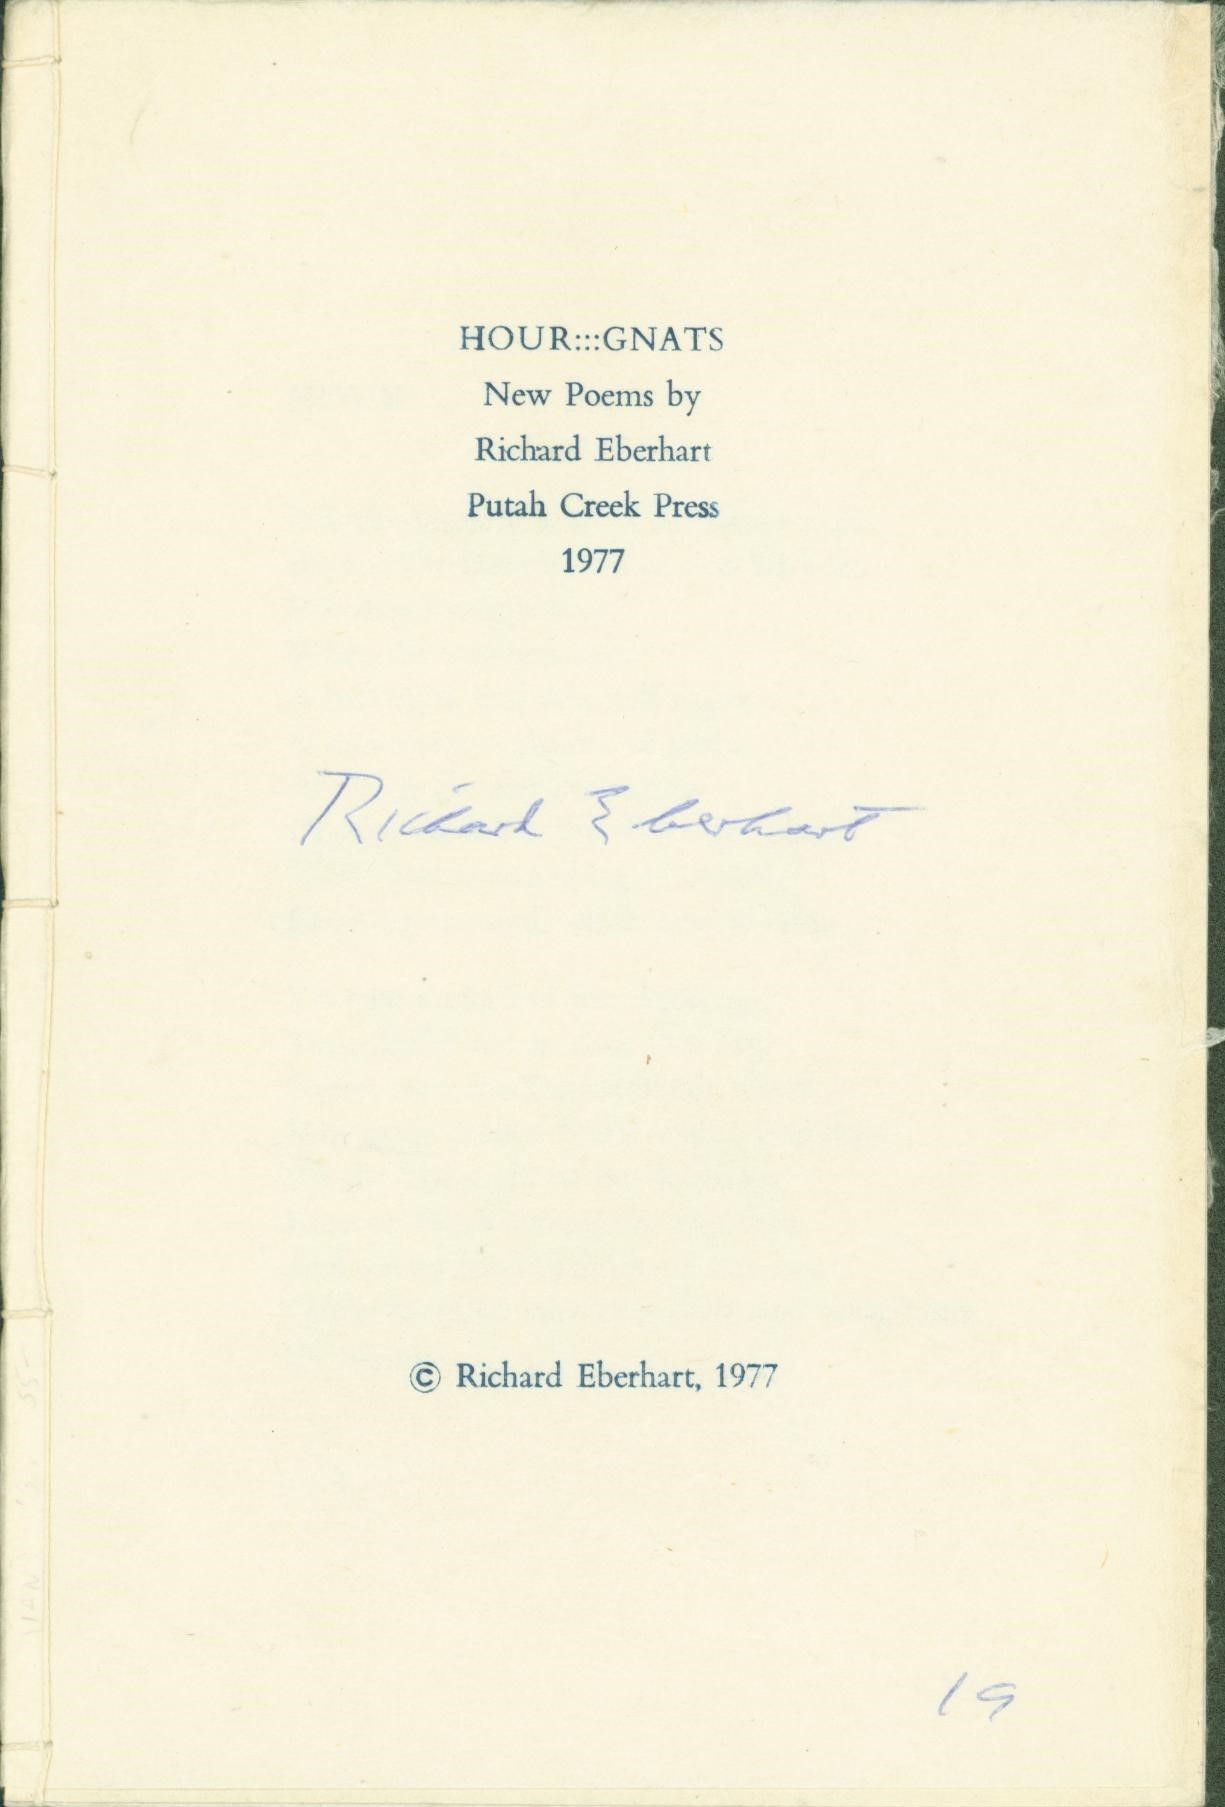 HOUR:::GNATS
New Poems by
Richard Eberhart
Putah Creek Press
1977
Richard Eberhart
© Richard Eberhart, 1977
19